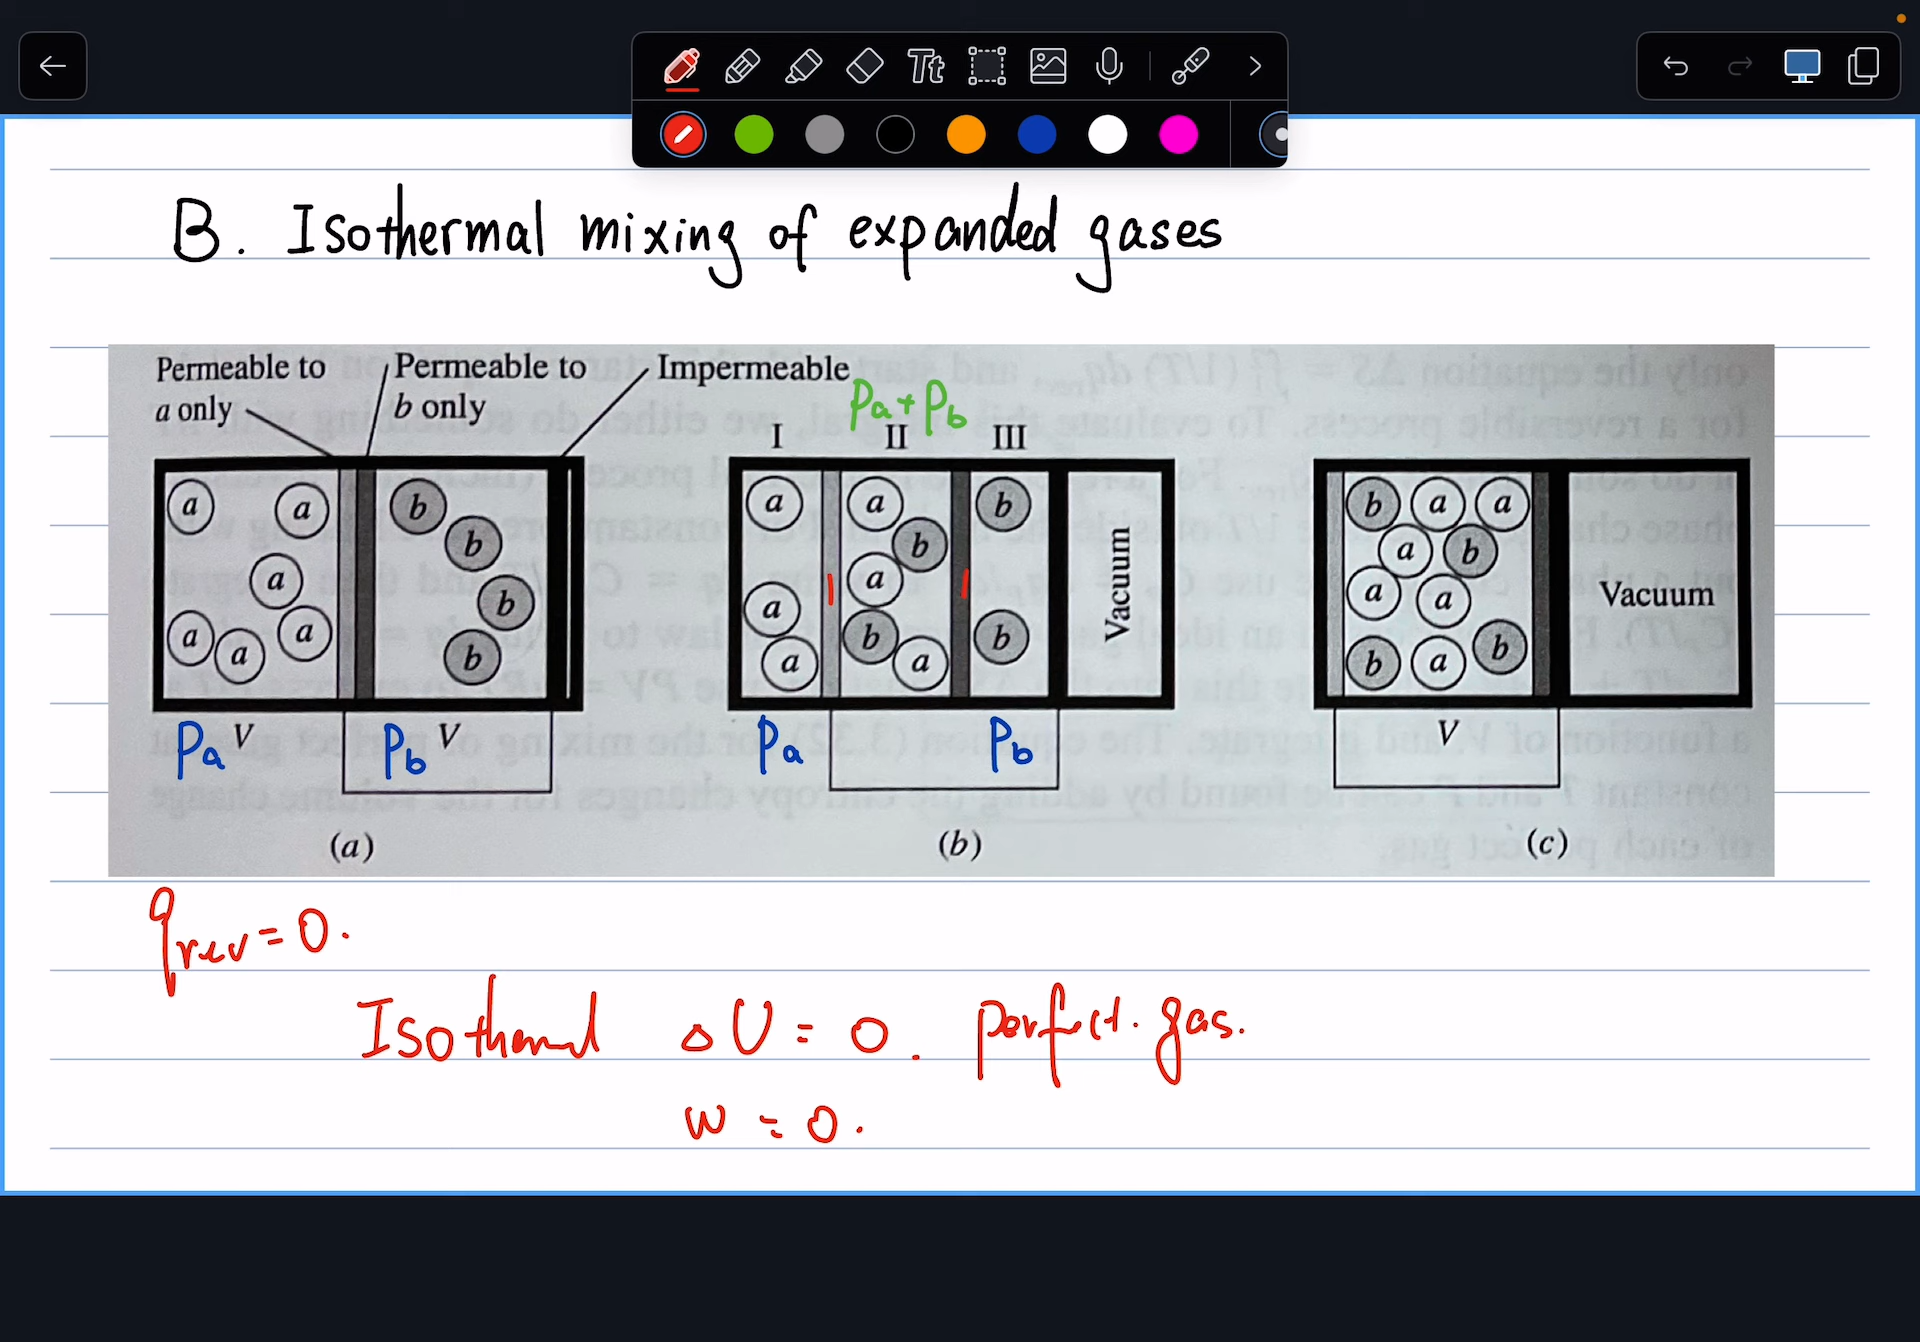 Tt
B. Isothermal mixing of expanded gases
Permeable to
a only
Permeable to
b only
Impermeable
Pa + Pb
I II III
a a b b a b a b a a
a a b a b a a b b
a b a a b
a a b a a b a b
Vacuum
Vacuum
Pa V Pb V
Pa Pb
V
(a) (b) (c)
qrev = 0.
Isothermal ΔU = 0. perfect. gas.
W = 0.